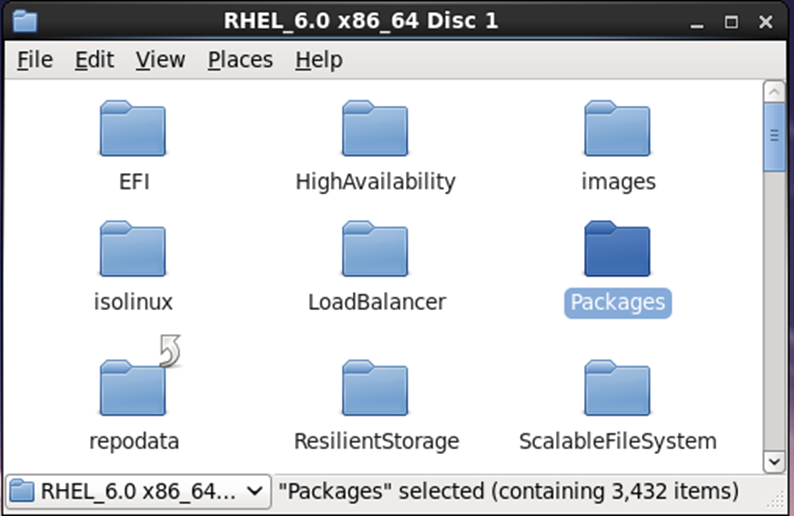 RHEL_6.0 x86_64 Disc 1
File Edit View Places Help
EFI HighAvailability images
isolinux LoadBalancer Packages
repodata ResilientStorage ScalableFileSystem
RHEL_6.0 x86_64... "Packages" selected (containing 3,432 items)